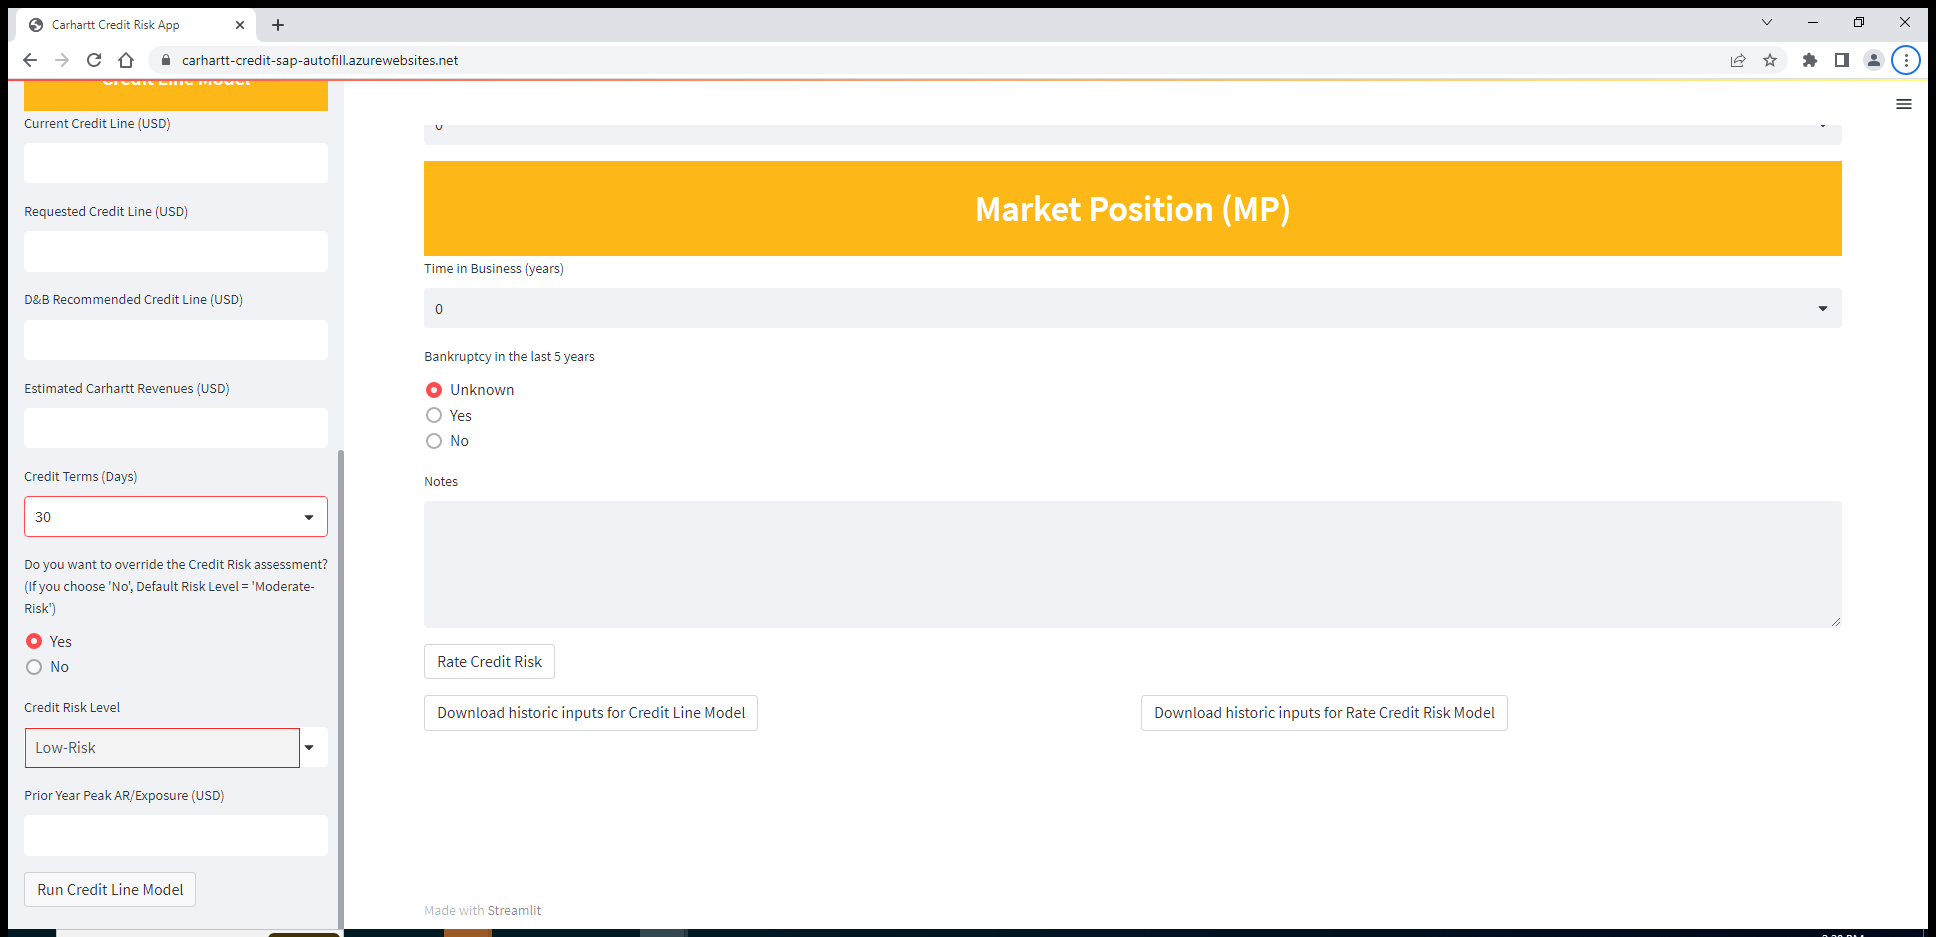 Carhartt Credit Risk App
carhartt-credit-sap-autofill.azurewebsites.net
Credit Line Model
Current Credit Line (USD)
Requested Credit Line (USD)
D&B Recommended Credit Line (USD)
Estimated Carhartt Revenues (USD)
Credit Terms (Days)
30
Do you want to override the Credit Risk assessment?
(If you choose 'No', Default Risk Level = 'Moderate-
Risk')
Yes
No
Credit Risk Level
Low-Risk
Prior Year Peak AR/Exposure (USD)
Run Credit Line Model
0
Market Position (MP)
Time in Business (years)
0
Bankruptcy in the last 5 years
Unknown
Yes
No
Notes
Rate Credit Risk
Download historic inputs for Credit Line Model
Download historic inputs for Rate Credit Risk Model
Made with Streamlit